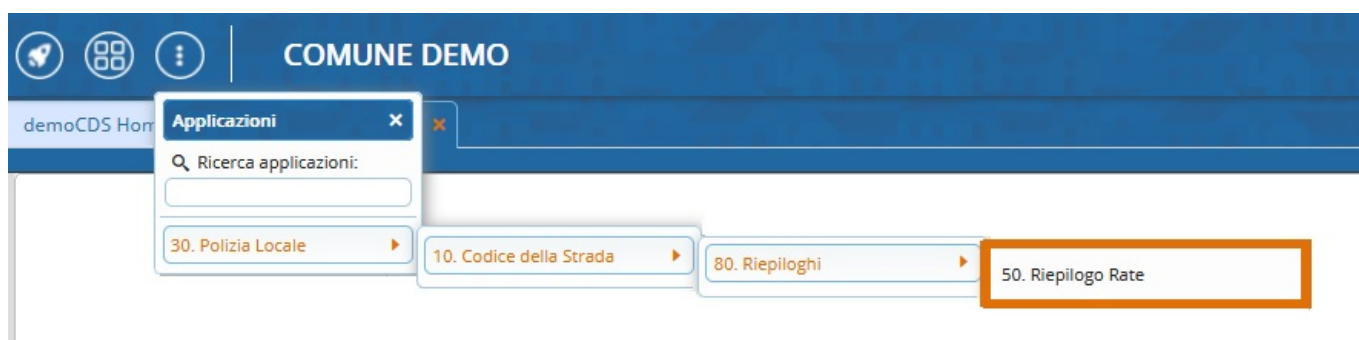 COMUNE DEMO
demoCDS Hom
Applicazioni
Ricerca applicazioni:
30. Polizia Locale
10. Codice della Strada
80. Riepiloghi
50. Riepilogo Rate